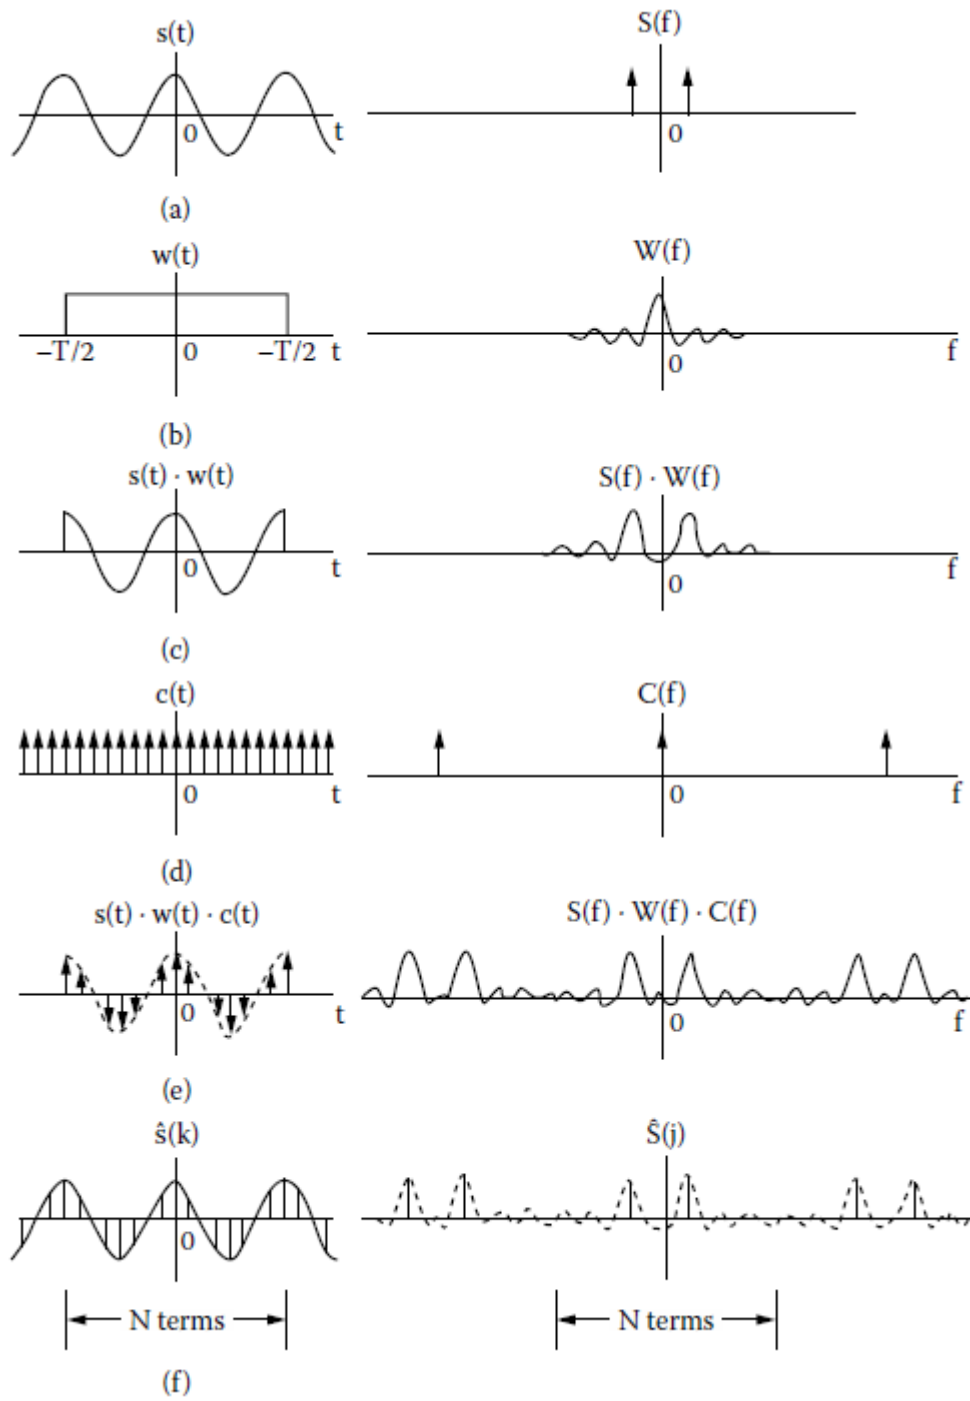 s(t)
S(f)
0
t
0
(a)
w(t)
W(f)
–T/2
0
–T/2
t
0
f
(b)
s(t) · w(t)
S(f) · W(f)
0
t
0
f
(c)
c(t)
C(f)
0
t
0
f
(d)
s(t) · w(t) · c(t)
S(f) · W(f) · C(f)
0
t
0
f
(e)
ŝ(k)
Ŝ(j)
0
N terms
N terms
(f)